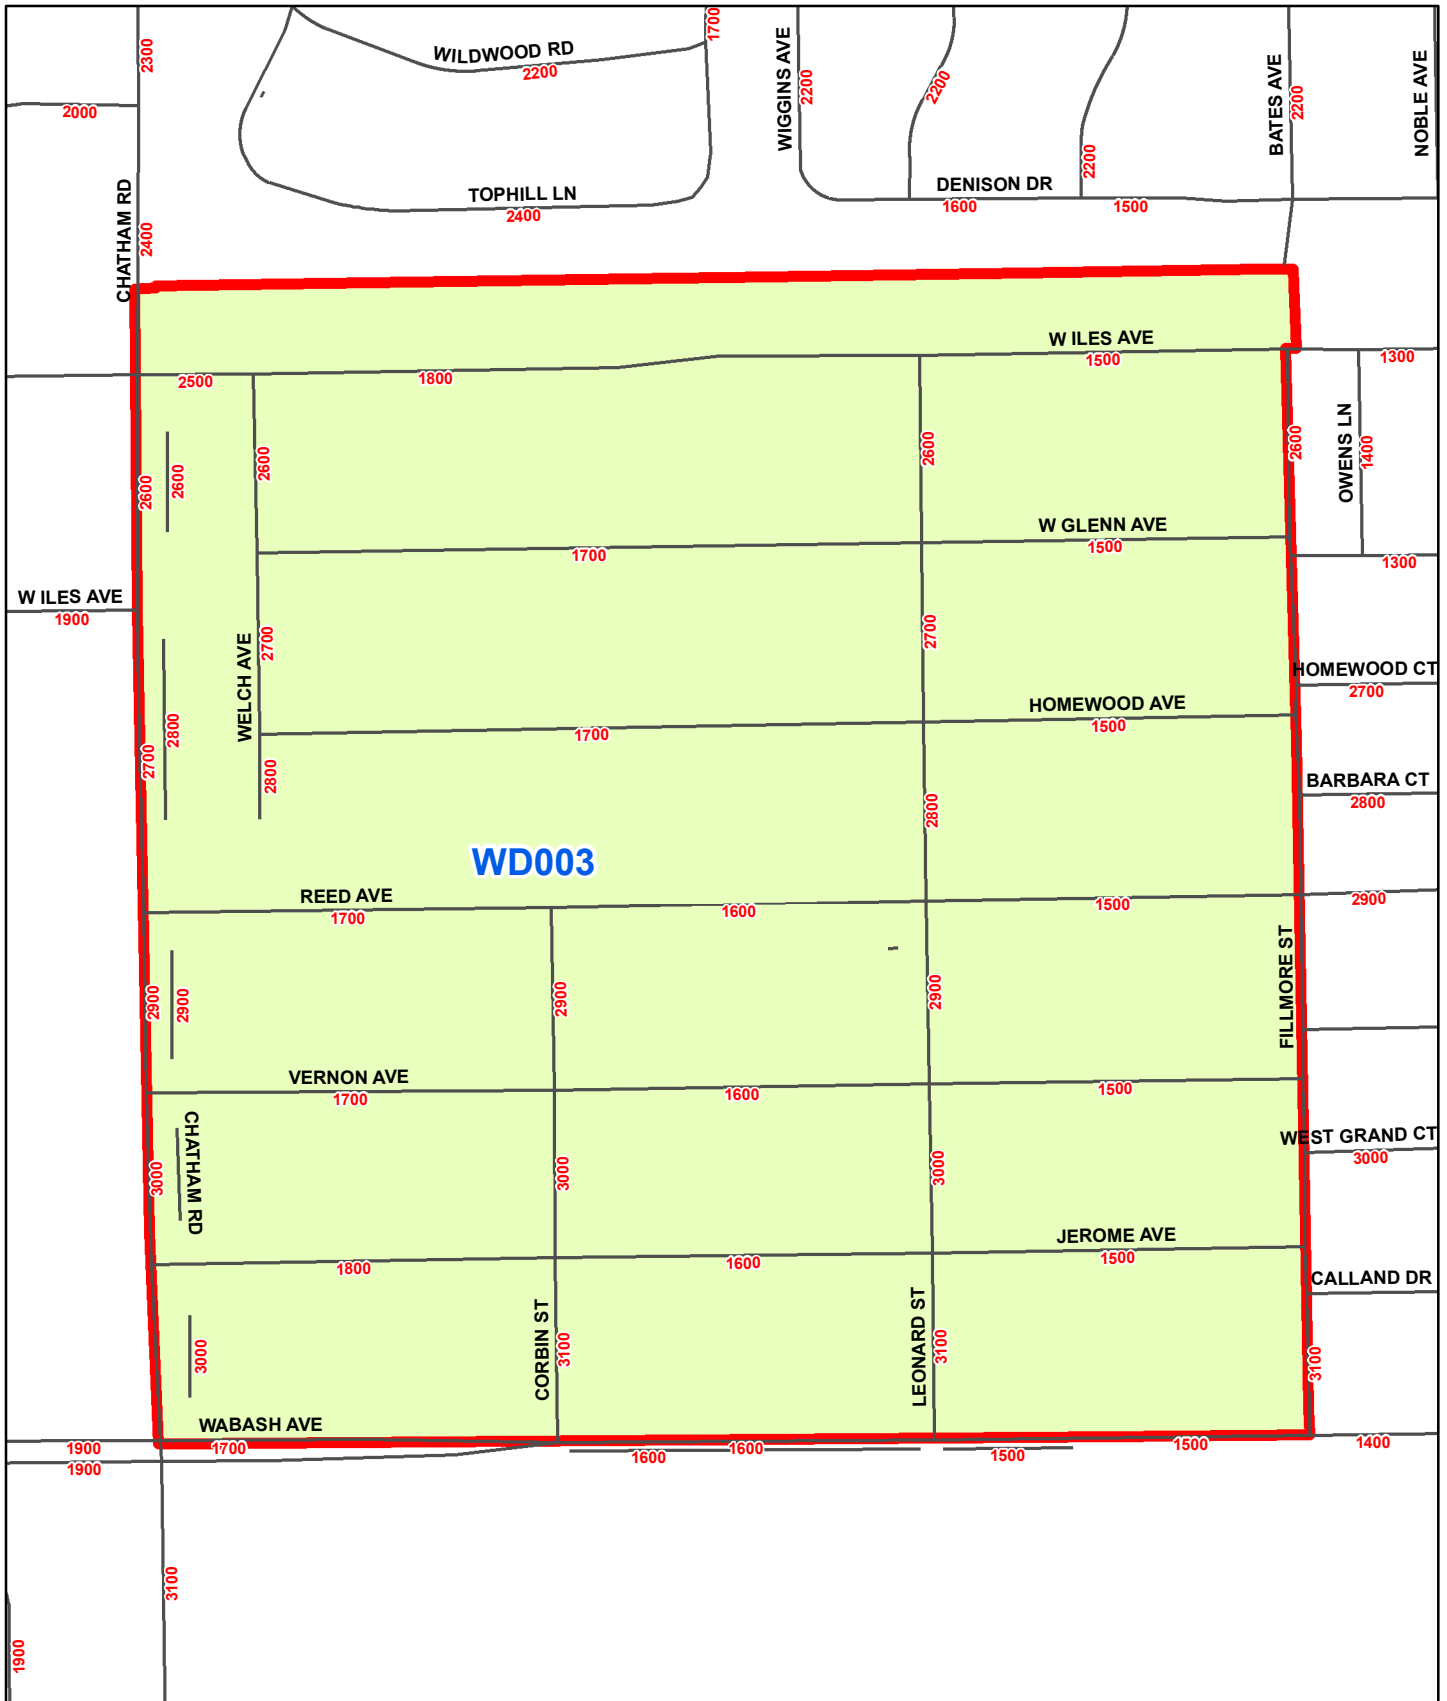 2300
WILDWOOD RD
2200
1700
WIGGINS AVE
2200
2200
2200
BATES AVE
2200
NOBLE AVE
2000
CHATHAM RD
2400
TOPHILL LN
2400
DENISON DR
1600
1500
W ILES AVE
1500
1300
2500
1800
2600
2600
2600
2600
2600
OWENS LN
1400
W GLENN AVE
1500
1700
1300
W ILES AVE
1900
WELCH AVE
2700
2700
HOMEWOOD CT
2700
HOMEWOOD AVE
1500
1700
2700
2800
2800
2800
BARBARA CT
2800
WD003
REED AVE
1700
1600
1500
2900
2900
2900
2900
2900
FILLMORE ST
VERNON AVE
1700
1600
1500
WEST GRAND CT
3000
3000
CHATHAM RD
3000
3000
JEROME AVE
1500
1800
1600
CALLAND DR
3000
CORBIN ST
3100
LEONARD ST
3100
3100
WABASH AVE
1900
1700
1600
1500
1400
1900
1600
1500
3100
1900